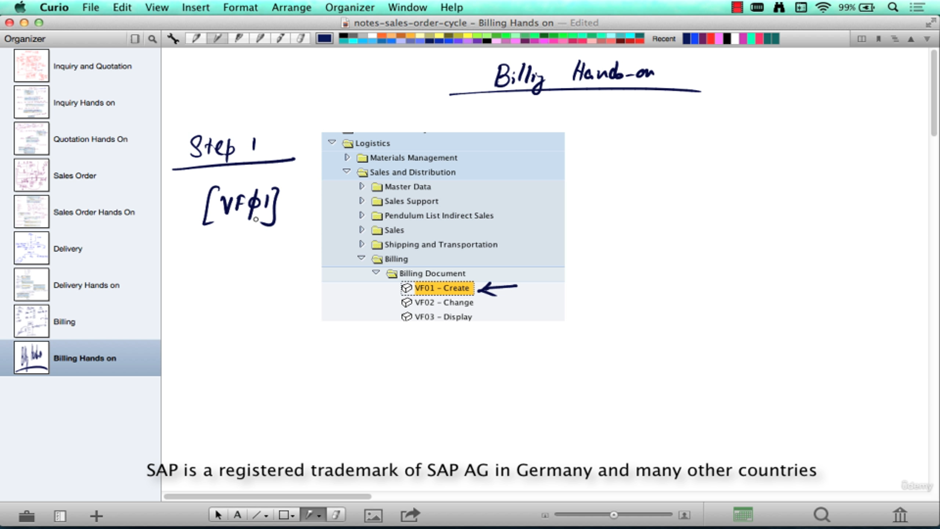 Curio File Edit View Insert Format Arrange Organizer Window Help 99%
notes-sales-order-cycle - Billing Hands on — Edited
Organizer
Recent
Inquiry and Quotation
Inquiry Hands on
Quotation Hands On
Sales Order
Sales Order Hands On
Delivery
Delivery Hands on
Billing
Billing Hands on
Billig Hands-on
Step 1
[VFØ1]
Logistics
Materials Management
Sales and Distribution
Master Data
Sales Support
Pendulum List Indirect Sales
Sales
Shipping and Transportation
Billing
Billing Document
VF01 - Create
VF02 - Change
VF03 - Display
SAP is a registered trademark of SAP AG in Germany and many other countries
Udemy
A